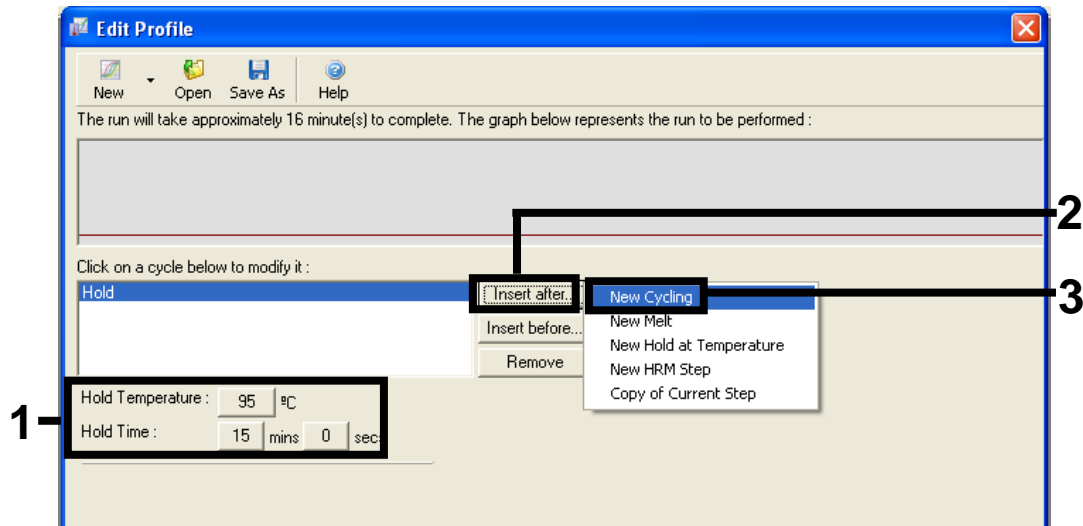 Edit Profile
New Open Save As Help
The run will take approximately 16 minute(s) to complete. The graph below represents the run to be performed :
2
Click on a cycle below to modify it :
Hold
Insert after...
New Cycling
3
Insert before...
New Melt
New Hold at Temperature
Remove
New HRM Step
Copy of Current Step
1
Hold Temperature : 95 ºC
Hold Time : 15 mins 0 secs